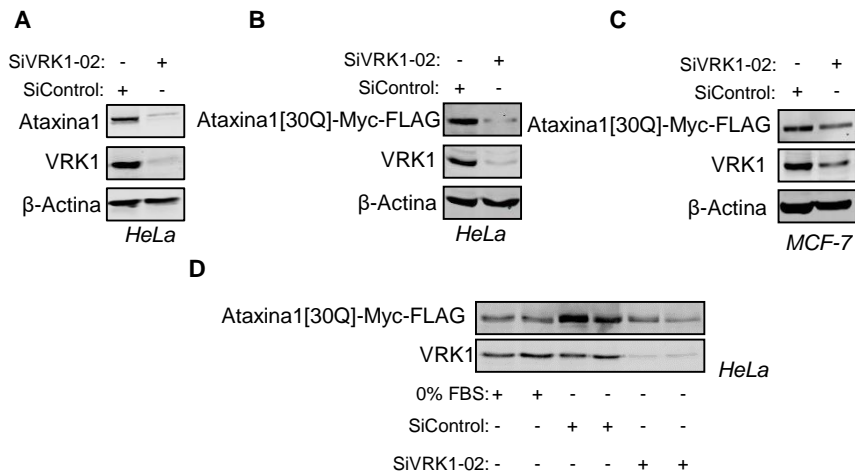 A
SiVRK1-02: - +
SiControl: + -
Ataxina1
VRK1
β-Actina
HeLa
B
SiVRK1-02: - +
SiControl: + -
Ataxina1[30Q]-Myc-FLAG
VRK1
β-Actina
HeLa
C
SiVRK1-02: - +
SiControl: + -
Ataxina1[30Q]-Myc-FLAG
VRK1
β-Actina
MCF-7
D
Ataxina1[30Q]-Myc-FLAG
VRK1
HeLa
0% FBS: + + - - - -
SiControl: - - + + - -
SiVRK1-02: - - - - + +